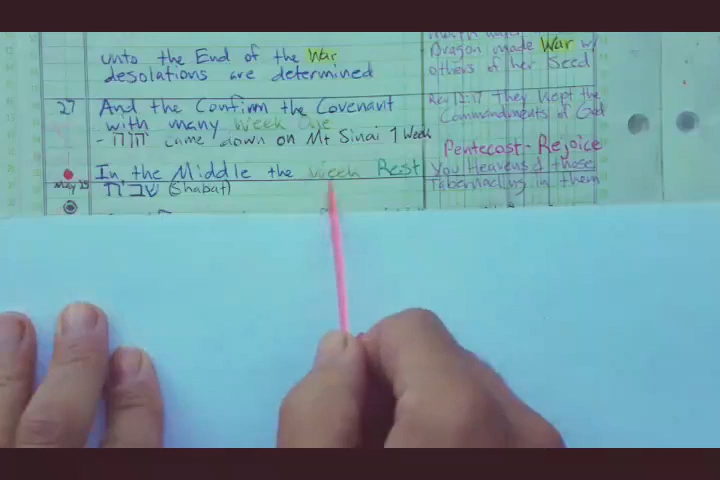 unto the End of the War
desolations are determined
27 And the Confirm the Covenant
with many Week One
- יהוה came down on Mt Sinai 1 Week
In the Middle the Week Rest
May 25
(Shabat)
Dragon made War w/
others of her Seed
Rev 12:17 They kept the
Commandments of God
Pentecost - Rejoice
You Heavens & those
Tabernacling in them